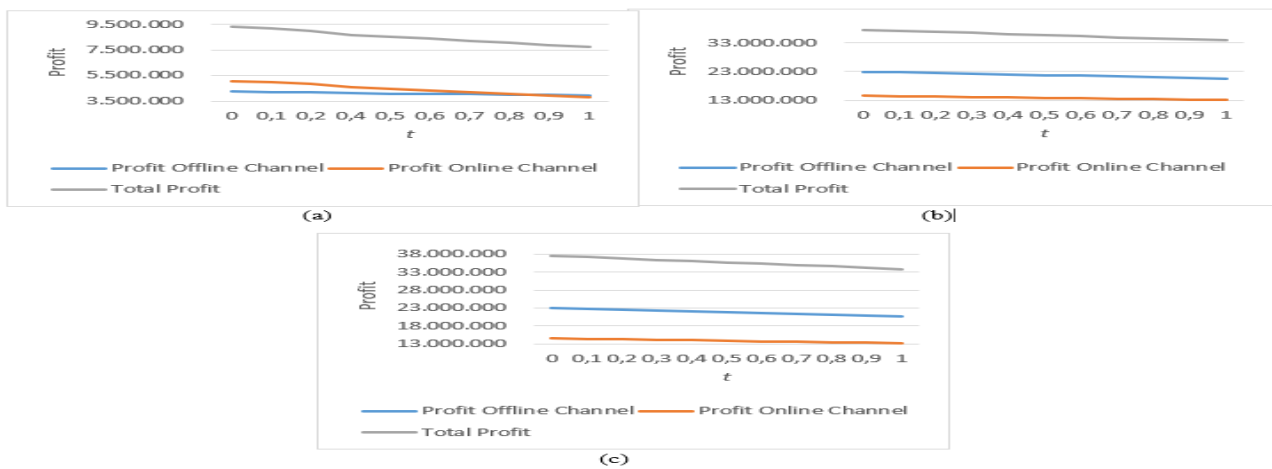 9.500.000
7.500.000
5.500.000
3.500.000
Profit
0 0,1 0,2 0,4 0,5 0,6 0,7 0,8 0,9 1
t
Profit Offline Channel Profit Online Channel
Total Profit
(a)
33.000.000
23.000.000
13.000.000
Profit
0 0,1 0,2 0,3 0,4 0,5 0,6 0,7 0,8 0,9 1
t
Profit Offline Channel Profit Online Channel
Total Profit
(b)
38.000.000
33.000.000
28.000.000
23.000.000
18.000.000
13.000.000
Profit
0 0,1 0,2 0,3 0,4 0,5 0,6 0,7 0,8 0,9 1
t
Profit Offline Channel Profit Online Channel
Total Profit
(c)